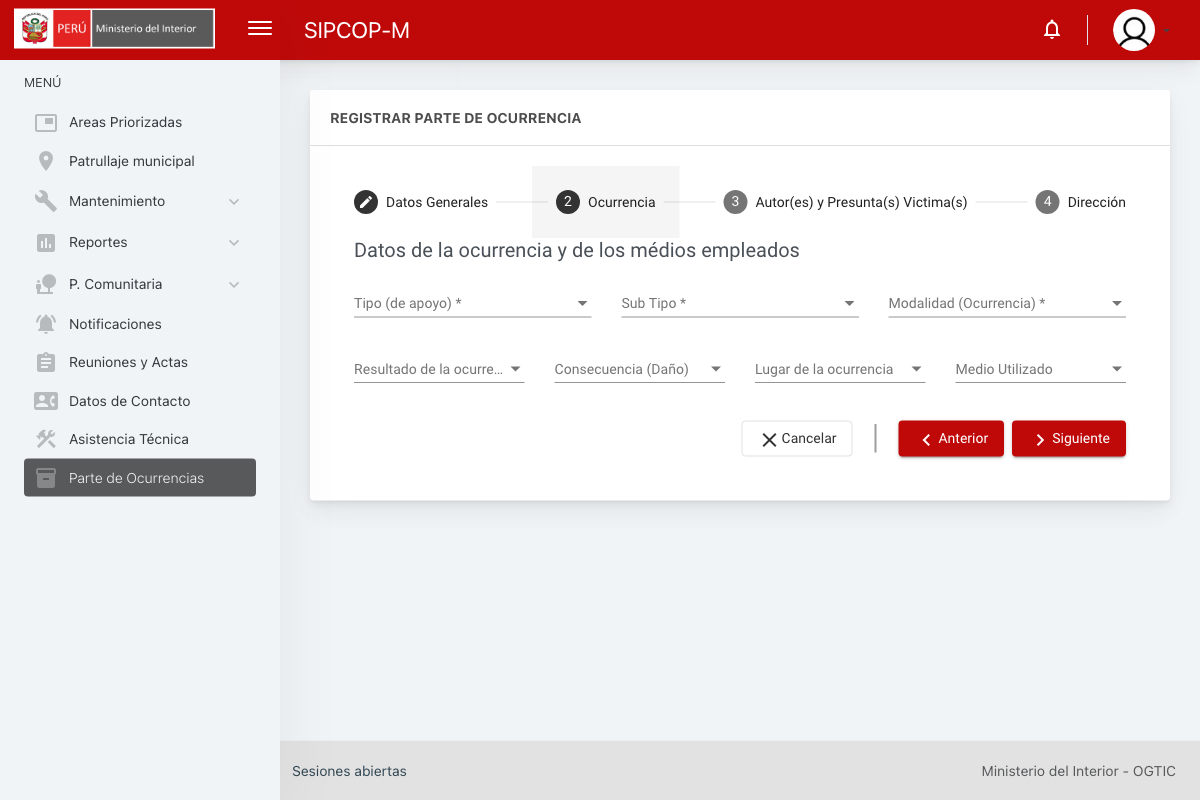 PERÚ Ministerio del Interior
SIPCOP-M
MENÚ
Areas Priorizadas
Patrullaje municipal
Mantenimiento
Reportes
P. Comunitaria
Notificaciones
Reuniones y Actas
Datos de Contacto
Asistencia Técnica
Parte de Ocurrencias
REGISTRAR PARTE DE OCURRENCIA
Datos Generales 2 Ocurrencia 3 Autor(es) y Presunta(s) Victima(s) 4 Dirección
Datos de la ocurrencia y de los médios empleados
Tipo (de apoyo) * Sub Tipo * Modalidad (Ocurrencia) *
Resultado de la ocurre... Consecuencia (Daño) Lugar de la ocurrencia Medio Utilizado
Cancelar Anterior Siguiente
Sesiones abiertas Ministerio del Interior - OGTIC